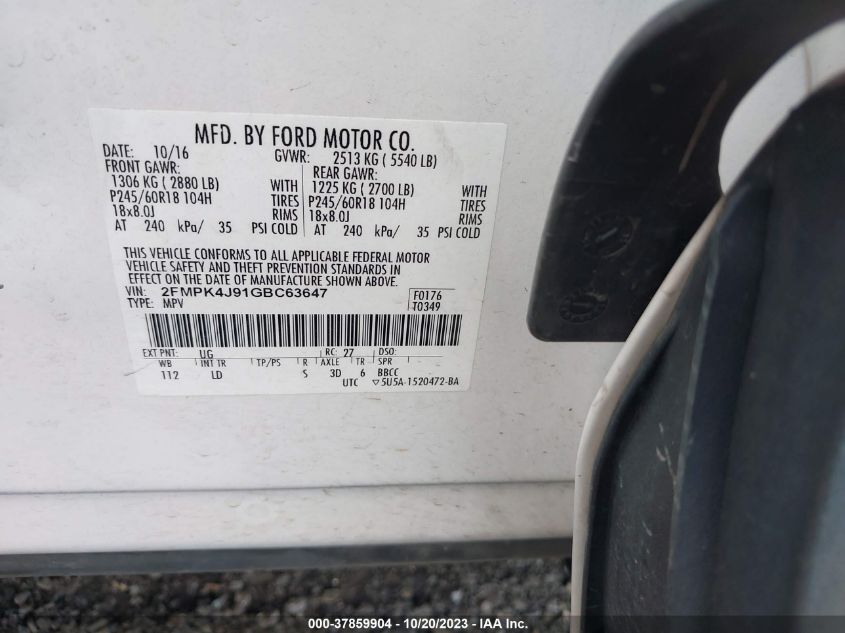 MFD. BY FORD MOTOR CO.
DATE: 10/16 GVWR: 2513 KG ( 5540 LB)
FRONT GAWR: REAR GAWR:
1306 KG ( 2880 LB) WITH 1225 KG ( 2700 LB) WITH
P245/60R18 104H TIRES P245/60R18 104H TIRES
18x8.0J RIMS 18x8.0J RIMS
AT 240 kPa/ 35 PSI COLD AT 240 kPa/ 35 PSI COLD
THIS VEHICLE CONFORMS TO ALL APPLICABLE FEDERAL MOTOR
VEHICLE SAFETY AND THEFT PREVENTION STANDARDS IN
EFFECT ON THE DATE OF MANUFACTURE SHOWN ABOVE.
VIN: 2FMPK4J91GBC63647 F0176
TYPE: MPV T0349
EXT PNT: UG RC: 27 DSO:
WB INT TR TP/PS R AXLE TR SPR
112 LD S 3D 6 BBCC
UTC ▽5U5A-1520472-BA
000-37859904 - 10/20/2023 - IAAI.com